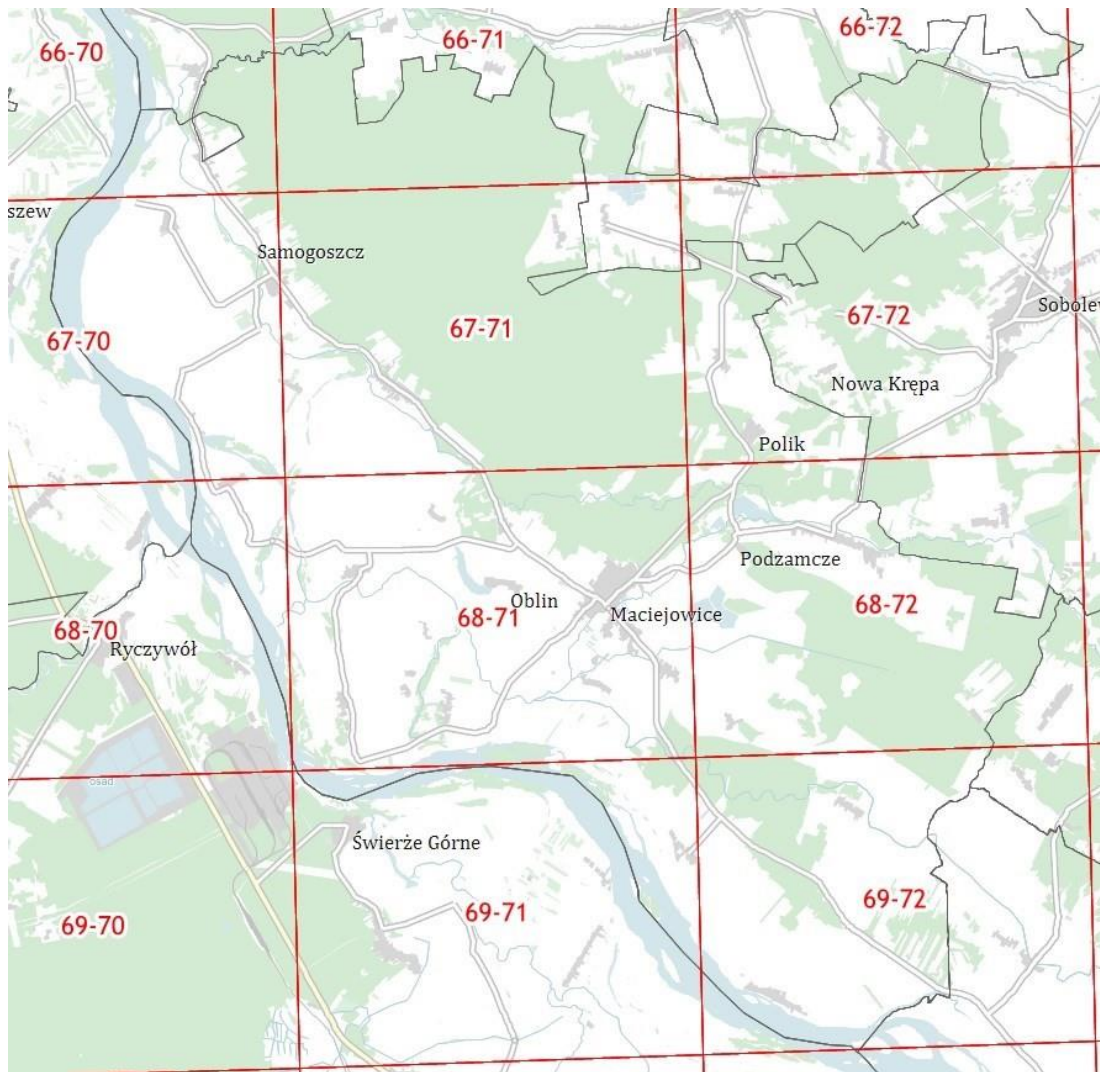 66-70
66-71
66-72
szew
Samogoszcz
Sobolew
67-70
67-71
67-72
Nowa Krępa
Polik
Podzamcze
Oblin
Maciejowice
68-70
68-71
68-72
Ryczywół
osad
Świerże Górne
69-70
69-71
69-72